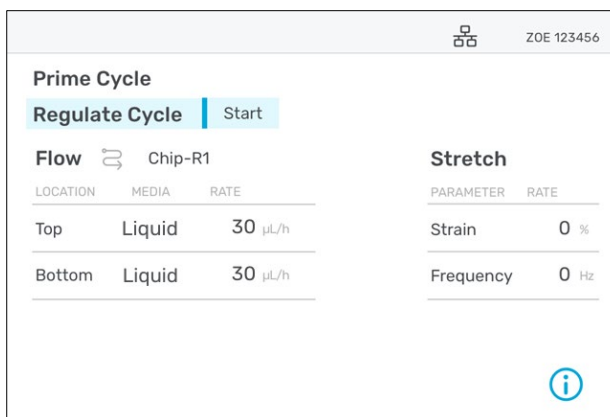 ZOE 123456
Prime Cycle
Regulate Cycle Start
Flow Chip-R1
LOCATION MEDIA RATE
Top Liquid 30 µL/h
Bottom Liquid 30 µL/h
Stretch
PARAMETER RATE
Strain 0 %
Frequency 0 Hz
i